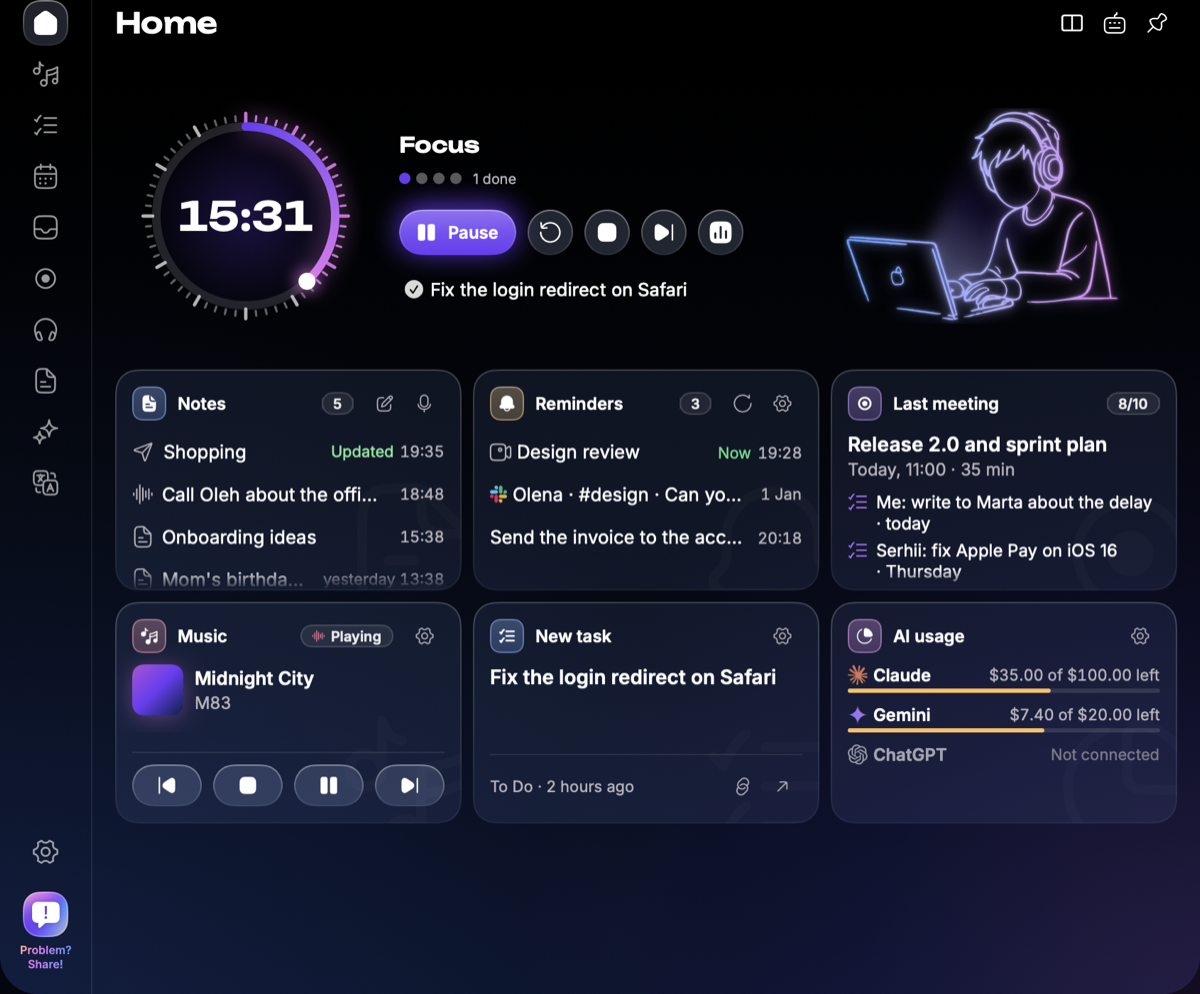 Home
15:31
Focus
1 done
Pause
Fix the login redirect on Safari
Notes 5
Shopping Updated 19:35
Call Oleh about the offi... 18:48
Onboarding ideas 15:38
Mom's birthda... yesterday 13:38
Reminders 3
Design review Now 19:28
Olena · #design · Can yo... 1 Jan
Send the invoice to the acc... 20:18
Last meeting 8/10
Release 2.0 and sprint plan
Today, 11:00 · 35 min
Me: write to Marta about the delay
· today
Serhii: fix Apple Pay on iOS 16
· Thursday
Music Playing
Midnight City
M83
New task
Fix the login redirect on Safari
To Do · 2 hours ago
AI usage
Claude $35.00 of $100.00 left
Gemini $7.40 of $20.00 left
ChatGPT Not connected
Problem?
Share!